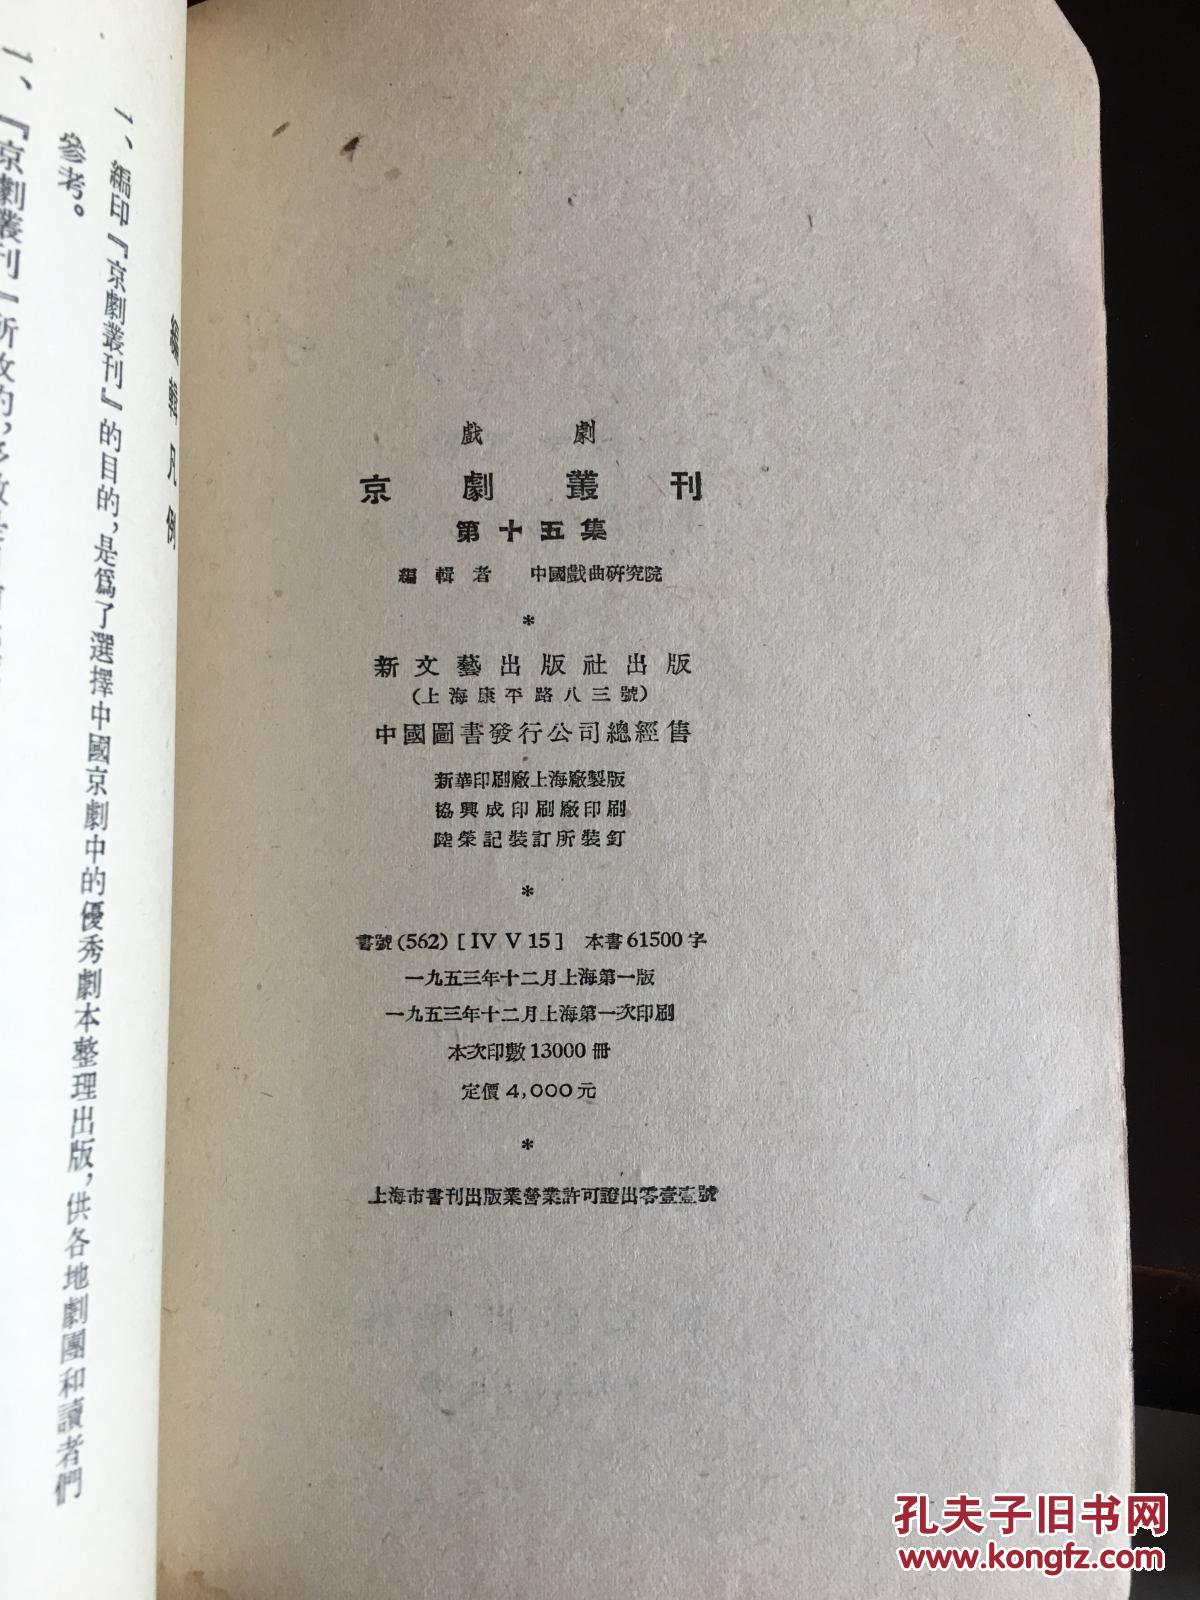 戲劇
京劇叢刊
第十五集
編輯者 中國戲曲研究院
*
新文藝出版社出版
(上海康平路八三號)
中國圖書發行公司總經售
新華印刷廠上海廠製版
協興成印刷廠印刷
陸榮記裝訂所裝釘
*
書號(562) [IV V 15] 本書61500字
一九五三年十二月上海第一版
一九五三年十二月上海第一次印刷
本次印數13000冊
定價4,000元
*
上海市書刊出版業營業許可證出零壹壹號
編輯凡例
一、編印『京劇叢刊』的目的,是爲了選擇中國京劇中的優秀劇本整理出版,供各地劇團和讀者們
參考。
一、『京劇叢刊』所收的,多數
孔夫子旧书网
www.kongfz.com